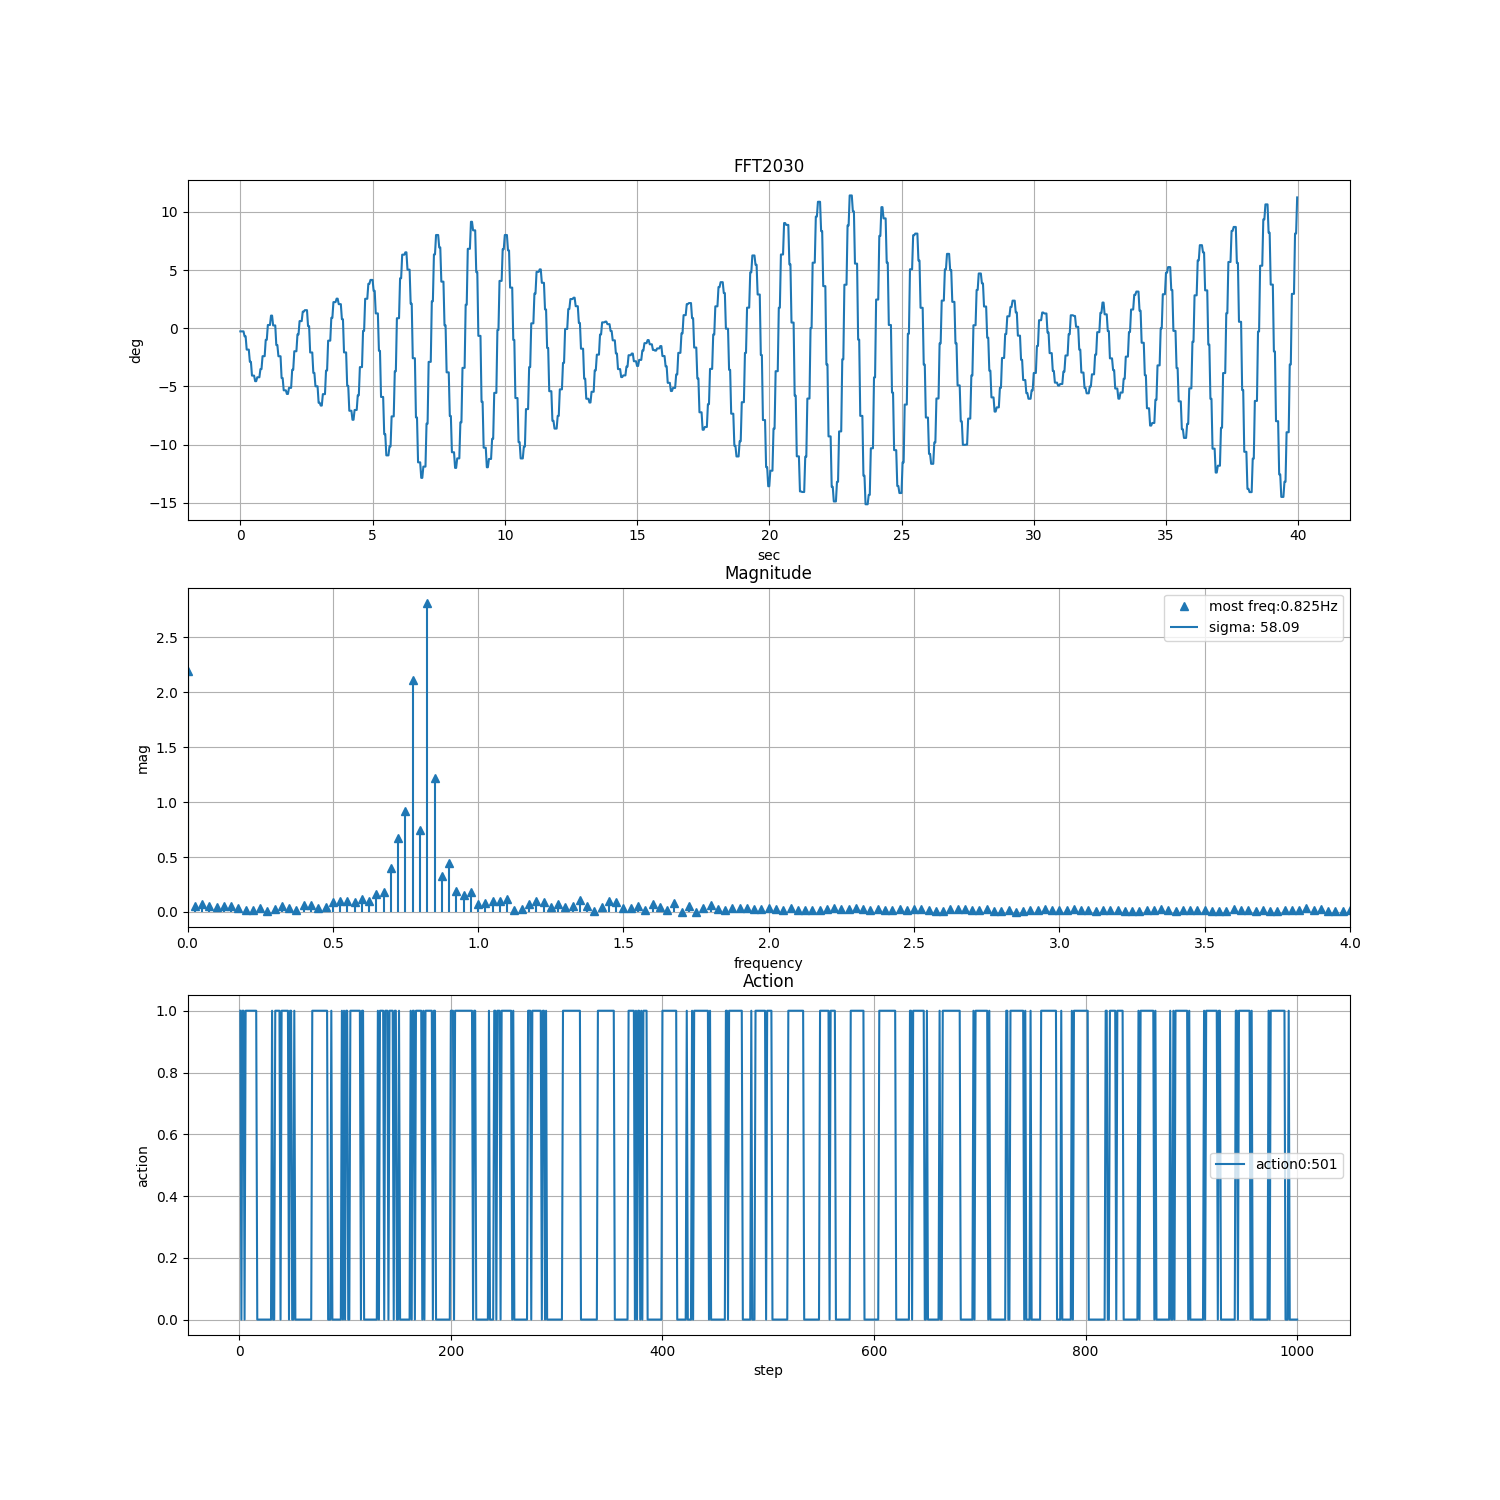 FFT2030
10
5
0
−5
−10
−15
deg
0 5 10 15 20 25 30 35 40
sec
Magnitude
most freq:0.825Hz
sigma: 58.09
2.5
2.0
1.5
1.0
0.5
0.0
mag
0.0 0.5 1.0 1.5 2.0 2.5 3.0 3.5 4.0
frequency
Action
1.0
0.8
0.6
0.4
0.2
0.0
action
action0:501
0 200 400 600 800 1000
step